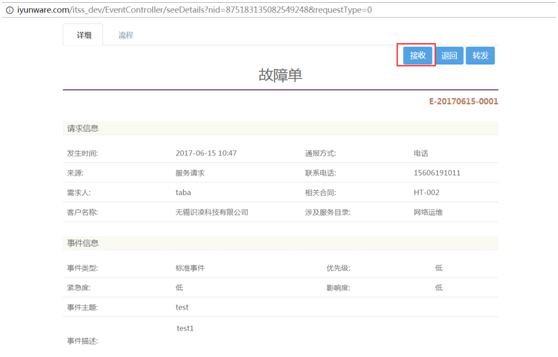 iyunware.com/itss_dev/EventController/seeDetails?nid=875183135082549248&requestType=0
详细 流程
接收 退回 转发
故障单
E-20170615-0001
请求信息
发生时间: 2017-06-15 10:47 通报方式: 电话
来源: 服务请求 联系电话: 15606191011
需求人: taba 相关合同: HT-002
客户名称: 无锡识凌科技有限公司 涉及服务目录: 网络运维
事件信息
事件类型: 标准事件 优先级: 低
紧急度: 低 影响度: 低
事件主题: test
test1
事件描述: